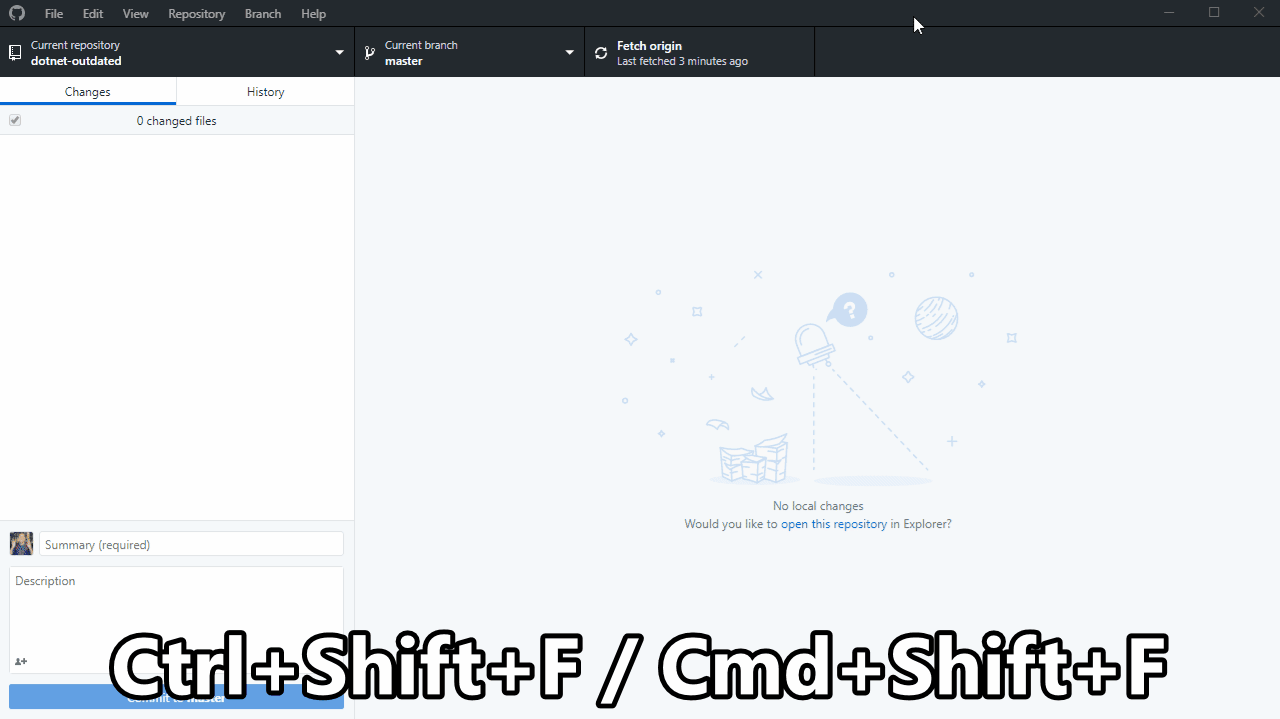 File Edit View Repository Branch Help
Current repository
dotnet-outdated
Current branch
master
Fetch origin
Last fetched 3 minutes ago
Changes
History
0 changed files
?
No local changes
Would you like to open this repository in Explorer?
Summary (required)
Description
Commit to master
Ctrl+Shift+F / Cmd+Shift+F